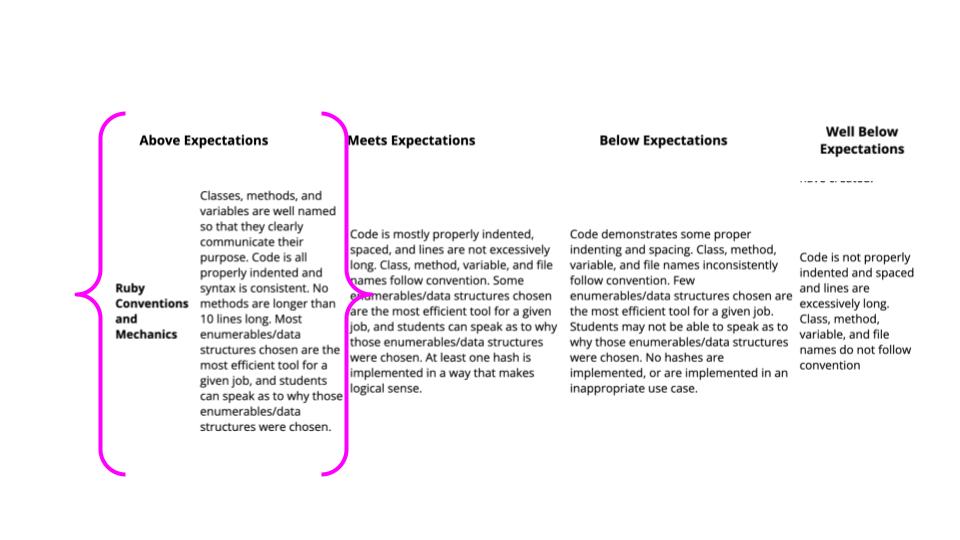 Above Expectations
Meets Expectations
Below Expectations
Well Below
Expectations
Ruby
Conventions
and
Mechanics
Classes, methods, and
variables are well named
so that they clearly
communicate their
purpose. Code is all
properly indented and
syntax is consistent. No
methods are longer than
10 lines long. Most
enumerables/data
structures chosen are the
most efficient tool for a
given job, and students
can speak as to why those
enumerables/data
structures were chosen.
Code is mostly properly indented,
spaced, and lines are not excessively
long. Class, method, variable, and file
names follow convention. Some
enumerables/data structures chosen
are the most efficient tool for a given
job, and students can speak as to why
those enumerables/data structures
were chosen. At least one hash is
implemented in a way that makes
logical sense.
Code demonstrates some proper
indenting and spacing. Class, method,
variable, and file names inconsistently
follow convention. Few
enumerables/data structures chosen are
the most efficient tool for a given job.
Students may not be able to speak as to
why those enumerables/data structures
were chosen. No hashes are
implemented, or are implemented in an
inappropriate use case.
Code is not properly
indented and spaced
and lines are
excessively long.
Class, method,
variable, and file
names do not follow
convention